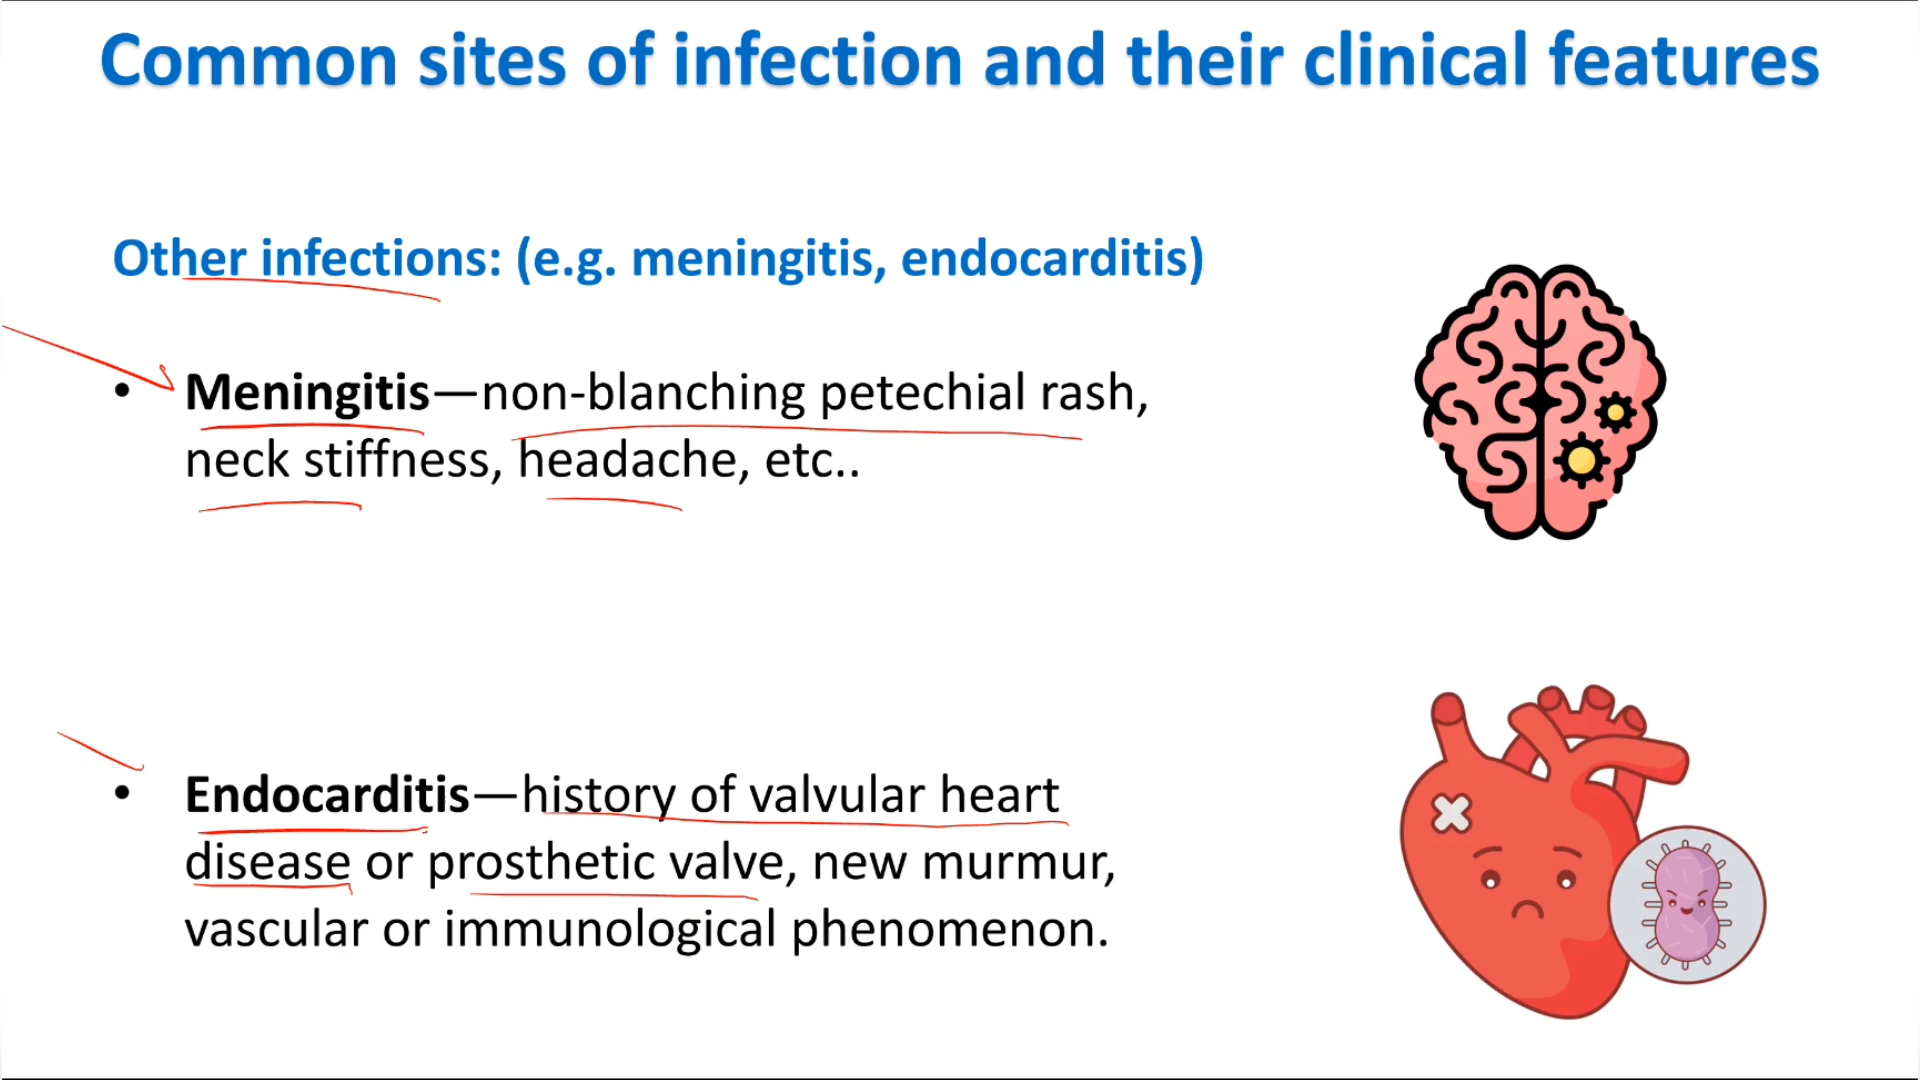 Common sites of infection and their clinical features
Other infections: (e.g. meningitis, endocarditis)
• Meningitis—non-blanching petechial rash,
neck stiffness, headache, etc..
• Endocarditis—history of valvular heart
disease or prosthetic valve, new murmur,
vascular or immunological phenomenon.